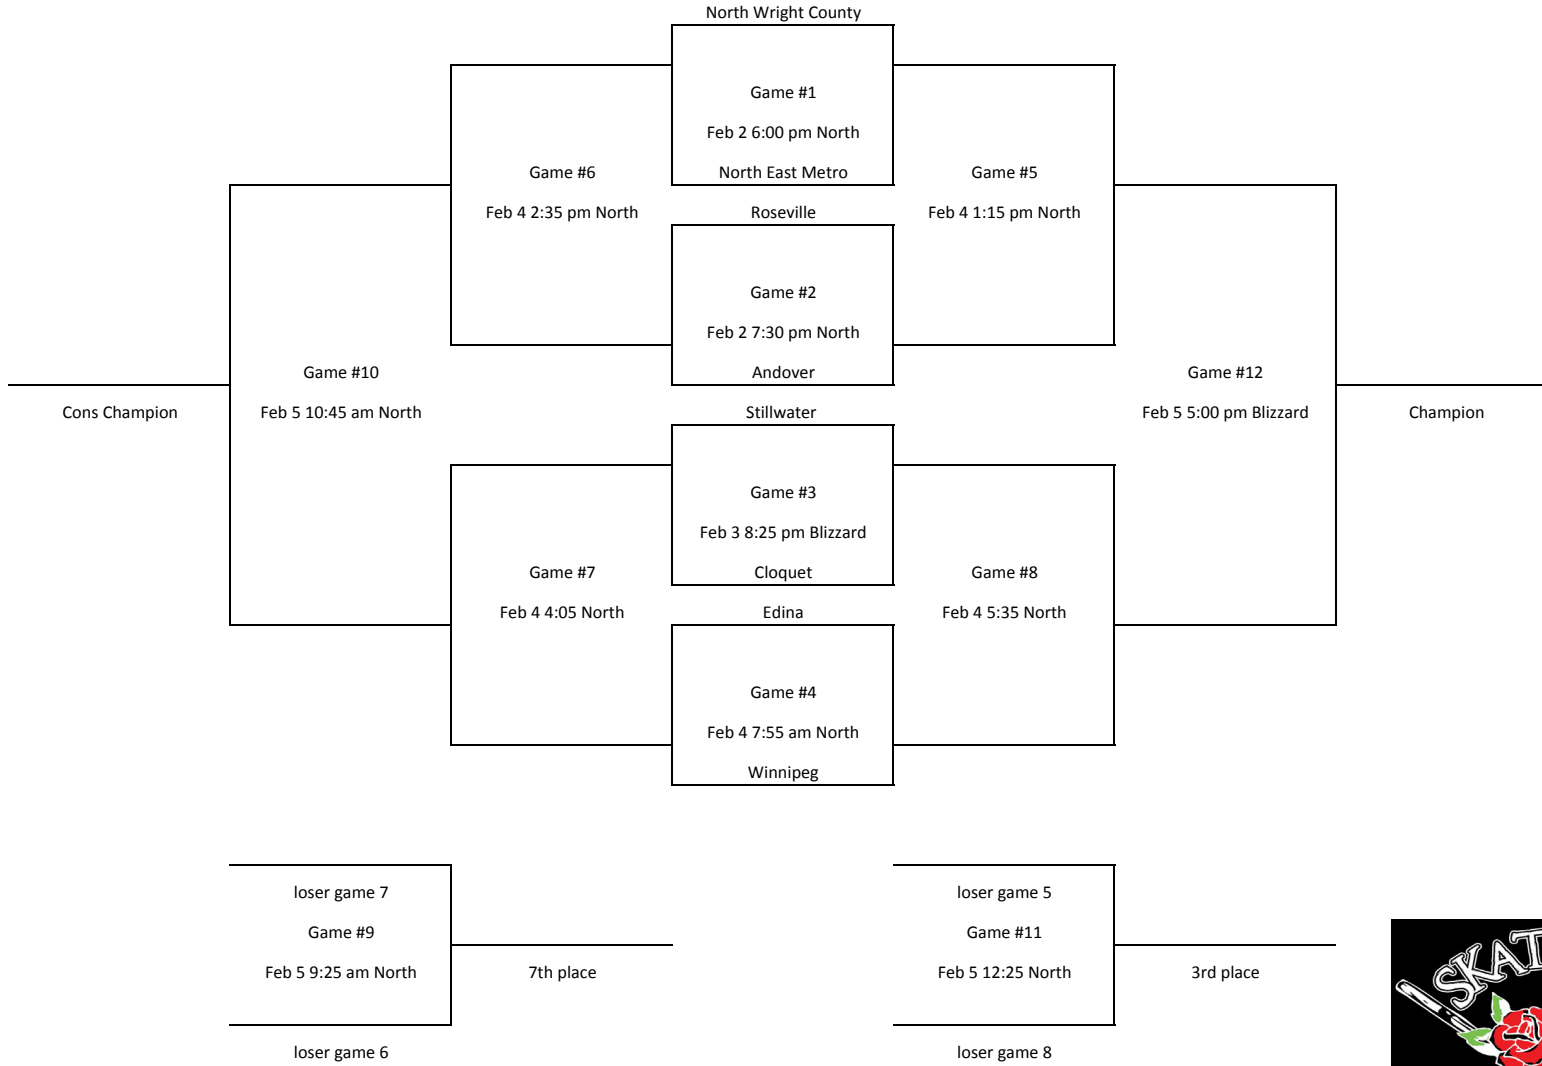 North Wright County
Game #1
Feb 2 6:00 pm North
Game #6
North East Metro
Game #5
Feb 4 2:35 pm North
Roseville
Feb 4 1:15 pm North
Game #2
Feb 2 7:30 pm North
Game #10
Andover
Game #12
Cons Champion
Feb 5 10:45 am North
Stillwater
Feb 5 5:00 pm Blizzard
Champion
Game #3
Feb 3 8:25 pm Blizzard
Game #7
Cloquet
Game #8
Feb 4 4:05 North
Edina
Feb 4 5:35 North
Game #4
Feb 4 7:55 am North
Winnipeg
loser game 7
loser game 5
Game #9
Game #11
Feb 5 9:25 am North
7th place
Feb 5 12:25 North
3rd place
loser game 6
loser game 8